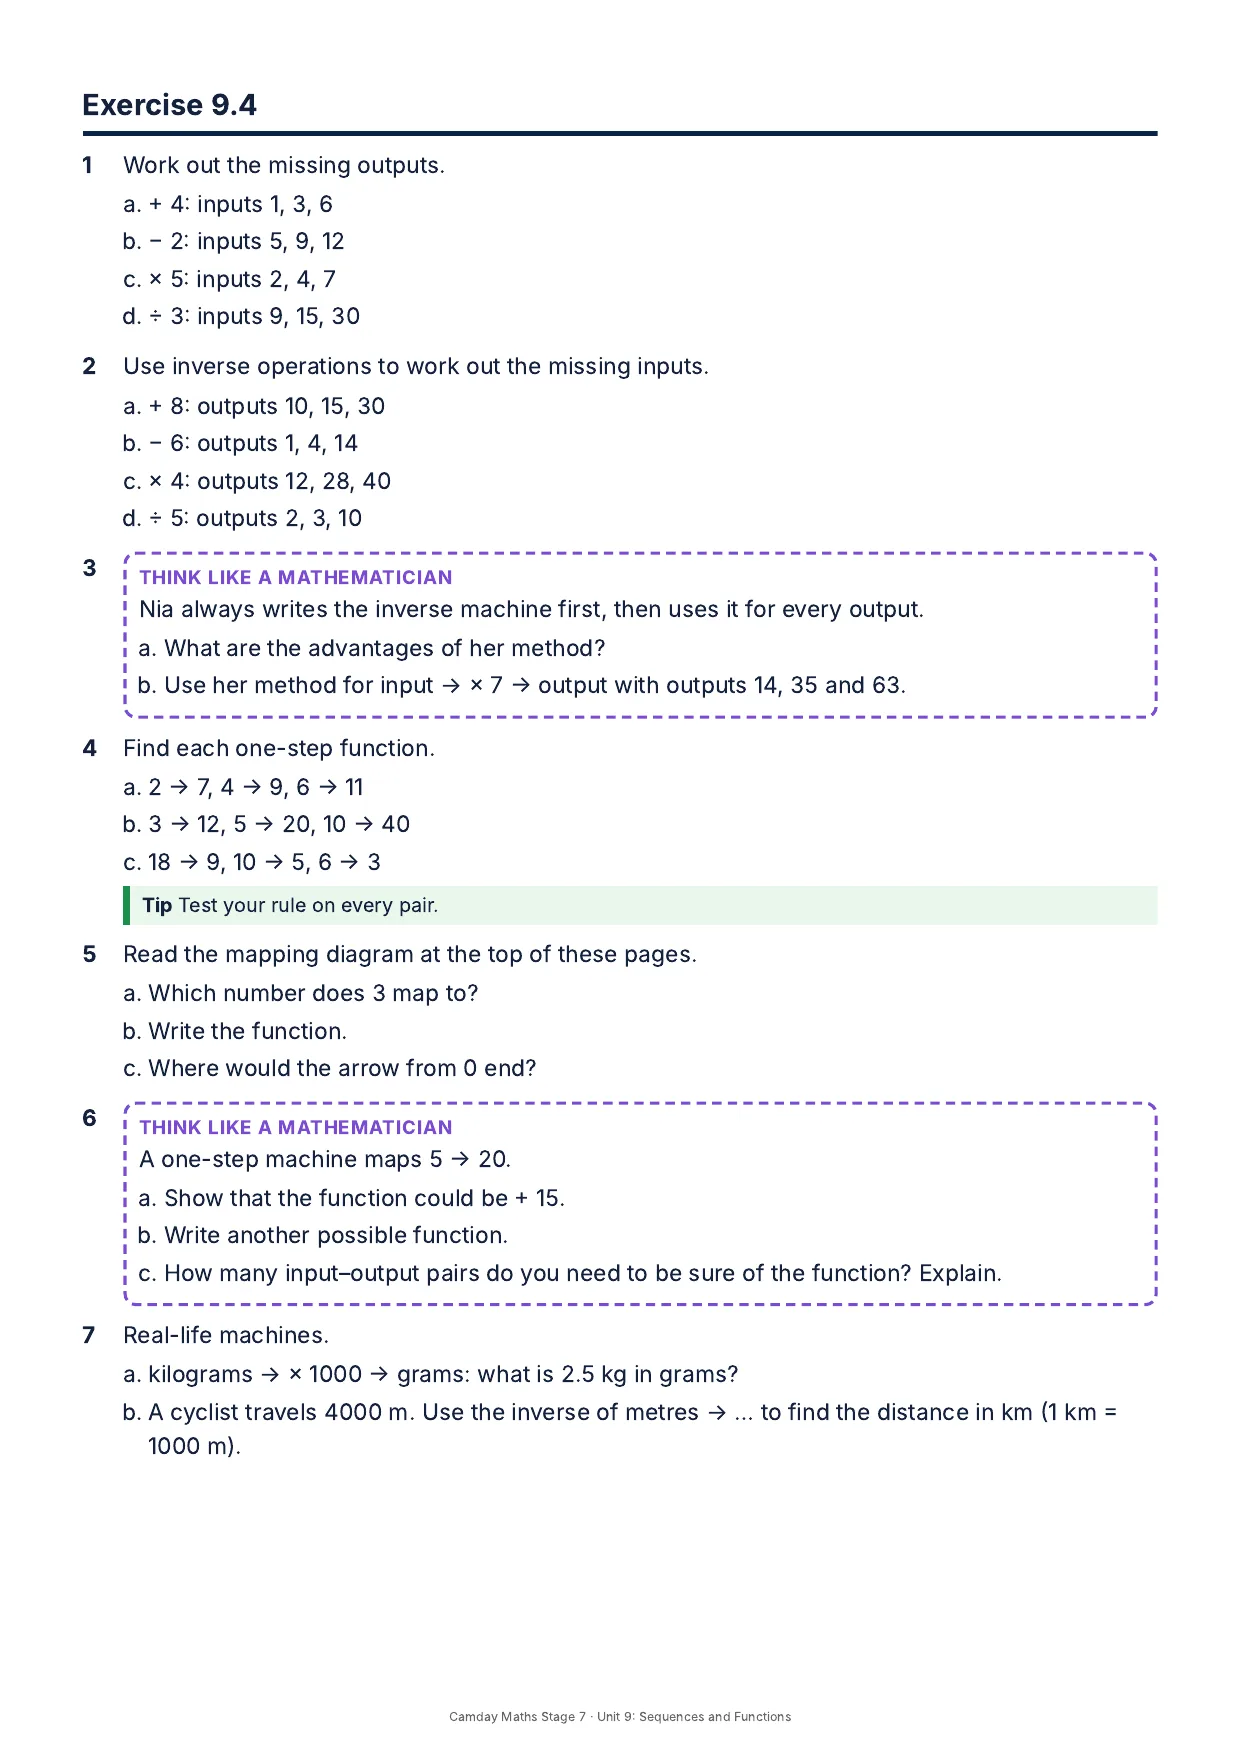 Exercise 9.4
1 Work out the missing outputs.
a. + 4: inputs 1, 3, 6
b. − 2: inputs 5, 9, 12
c. × 5: inputs 2, 4, 7
d. ÷ 3: inputs 9, 15, 30
2 Use inverse operations to work out the missing inputs.
a. + 8: outputs 10, 15, 30
b. − 6: outputs 1, 4, 14
c. × 4: outputs 12, 28, 40
d. ÷ 5: outputs 2, 3, 10
3 THINK LIKE A MATHEMATICIAN
Nia always writes the inverse machine first, then uses it for every output.
a. What are the advantages of her method?
b. Use her method for input → × 7 → output with outputs 14, 35 and 63.
4 Find each one-step function.
a. 2 → 7, 4 → 9, 6 → 11
b. 3 → 12, 5 → 20, 10 → 40
c. 18 → 9, 10 → 5, 6 → 3
Tip Test your rule on every pair.
5 Read the mapping diagram at the top of these pages.
a. Which number does 3 map to?
b. Write the function.
c. Where would the arrow from 0 end?
6 THINK LIKE A MATHEMATICIAN
A one-step machine maps 5 → 20.
a. Show that the function could be + 15.
b. Write another possible function.
c. How many input–output pairs do you need to be sure of the function? Explain.
7 Real-life machines.
a. kilograms → × 1000 → grams: what is 2.5 kg in grams?
b. A cyclist travels 4000 m. Use the inverse of metres → … to find the distance in km (1 km =
1000 m).
Camday Maths Stage 7 · Unit 9: Sequences and Functions